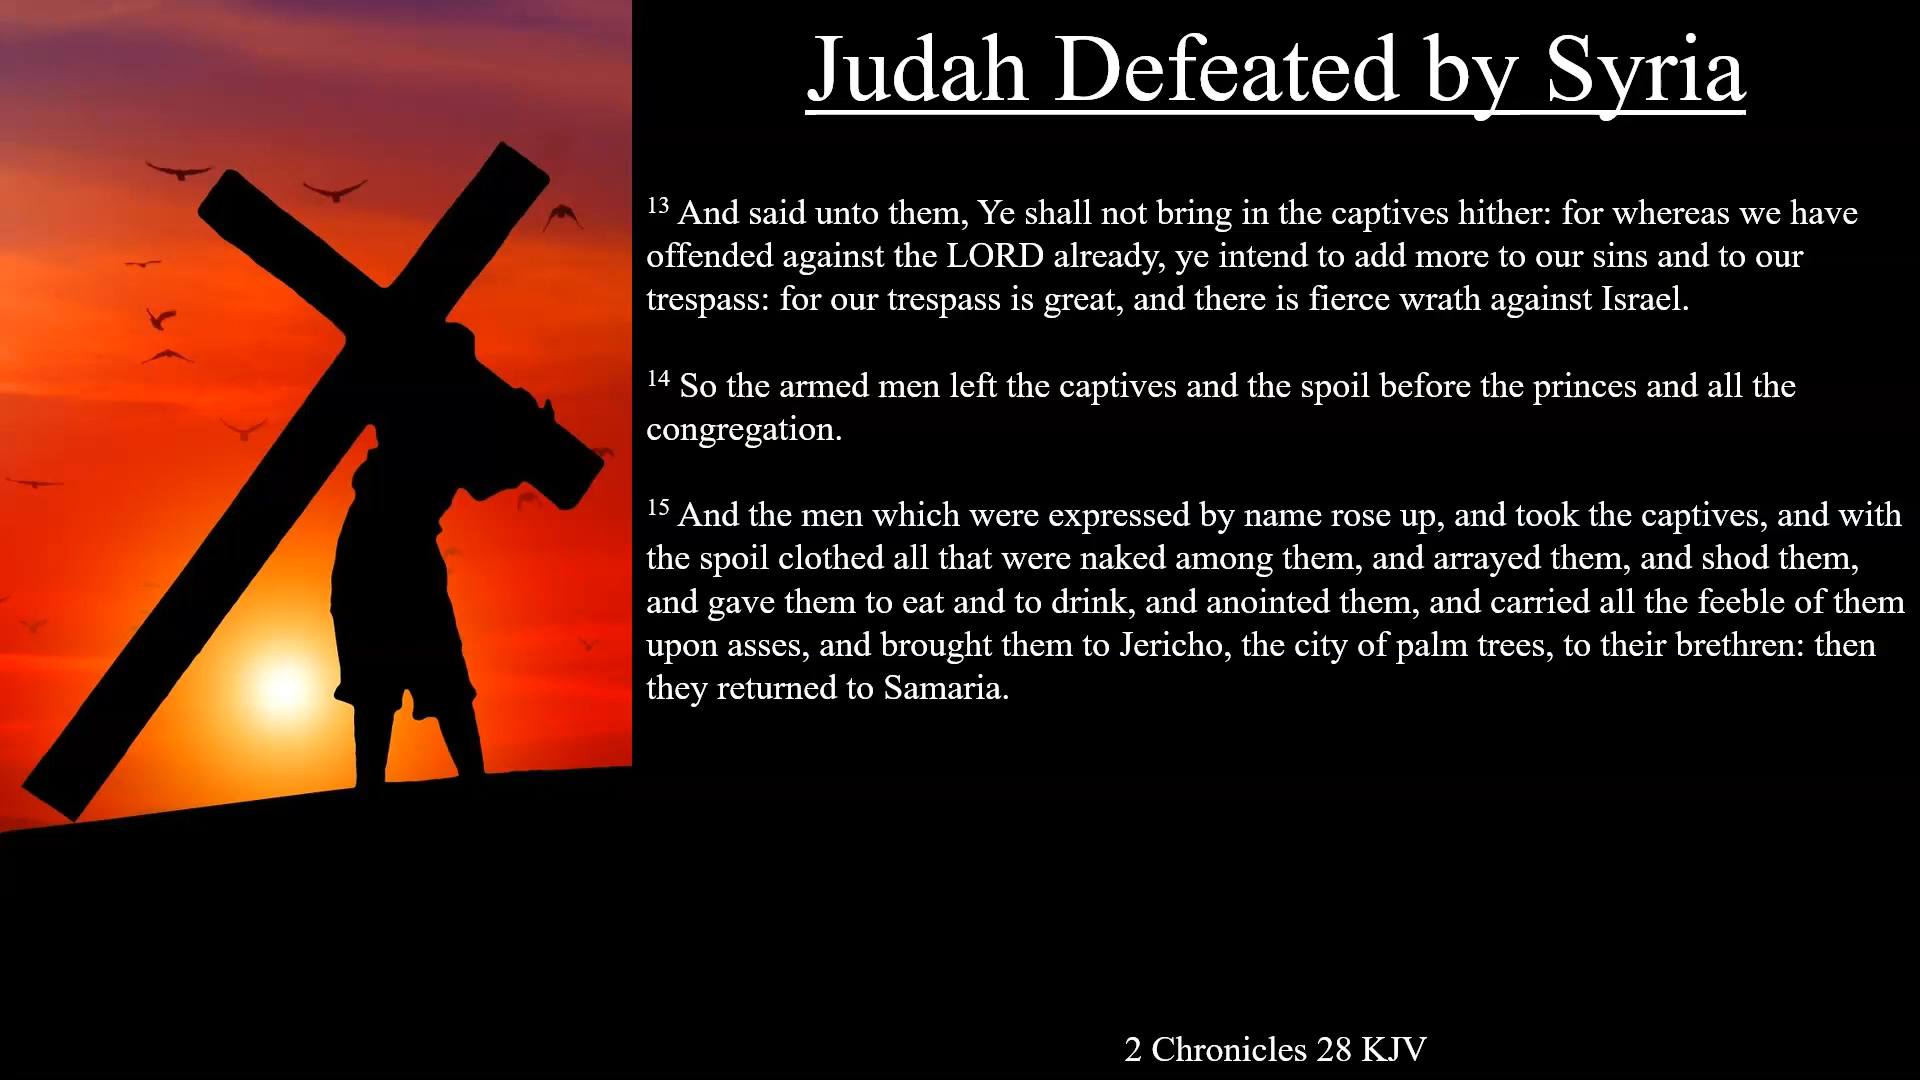 Judah Defeated by Syria
13 And said unto them, Ye shall not bring in the captives hither: for whereas we have
offended against the LORD already, ye intend to add more to our sins and to our
trespass: for our trespass is great, and there is fierce wrath against Israel.
14 So the armed men left the captives and the spoil before the princes and all the
congregation.
15 And the men which were expressed by name rose up, and took the captives, and with
the spoil clothed all that were naked among them, and arrayed them, and shod them,
and gave them to eat and to drink, and anointed them, and carried all the feeble of them
upon asses, and brought them to Jericho, the city of palm trees, to their brethren: then
they returned to Samaria.
2 Chronicles 28 KJV